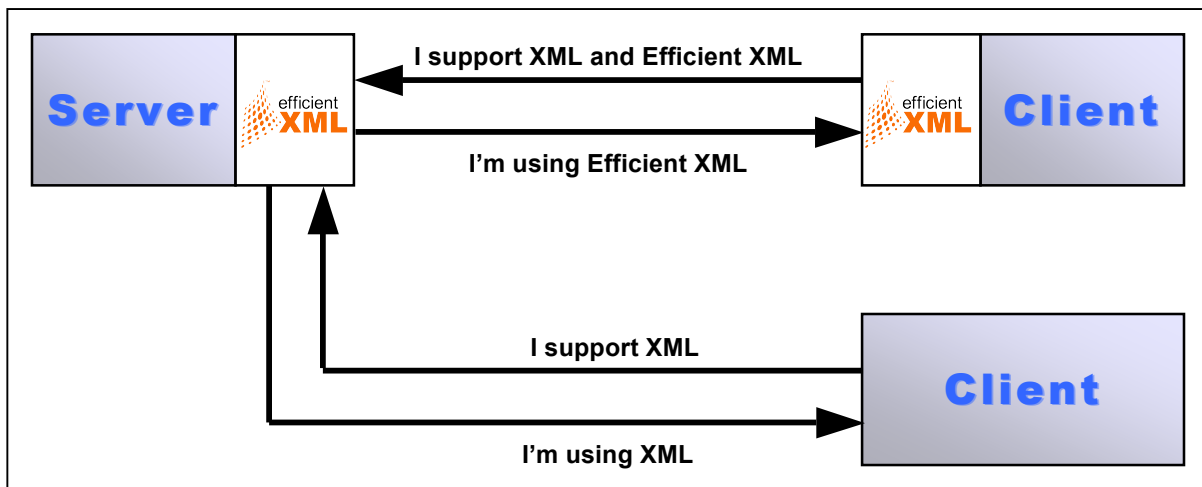 I support XML and Efficient XML
Server
efficient
XML
efficient
XML
Client
I'm using Efficient XML
I support XML
Client
I'm using XML